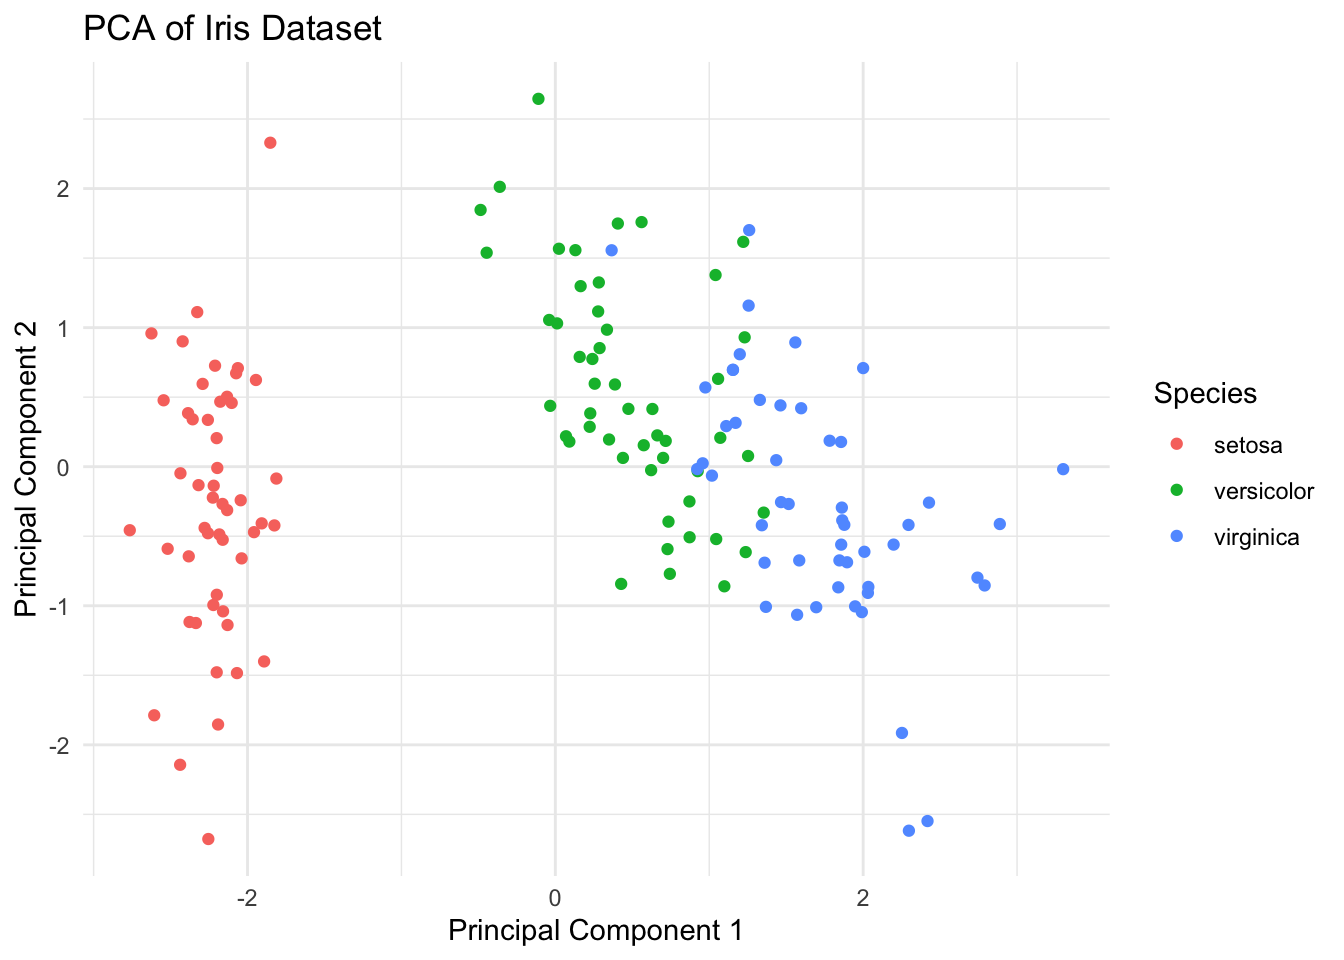 PCA of Iris Dataset
Principal Component 2
2
1
0
-1
-2
-2
0
2
Principal Component 1
Species
setosa
versicolor
virginica